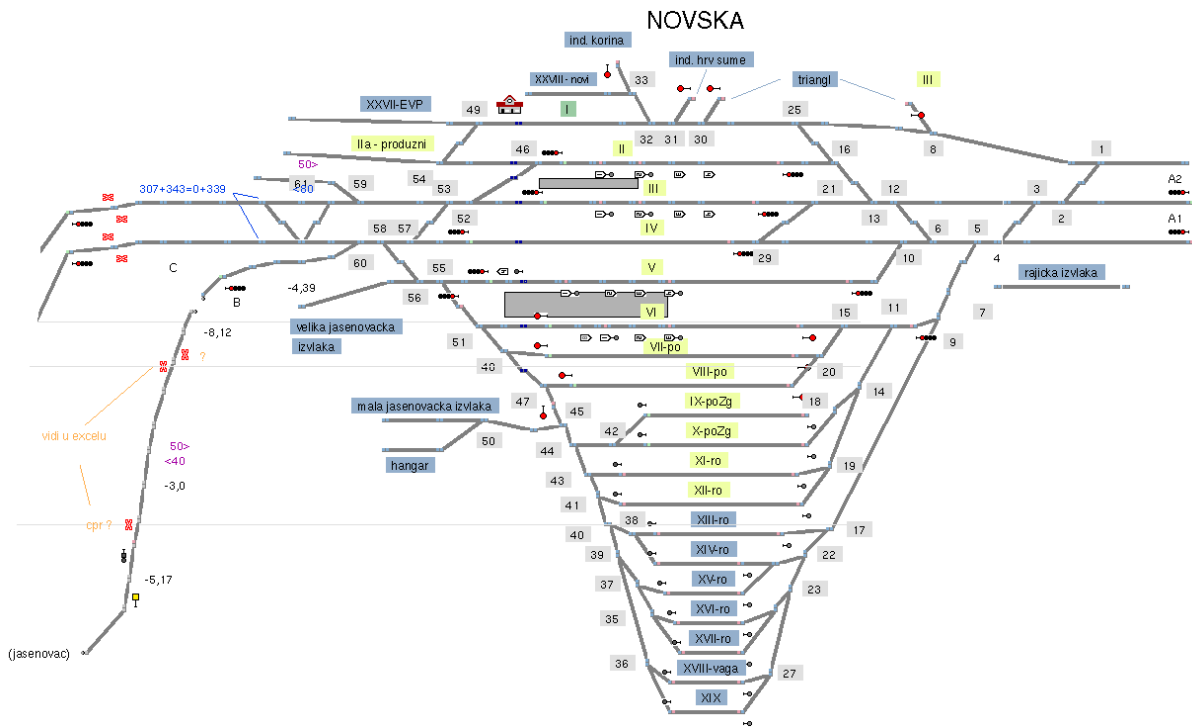 NOVSKA
ind. korina
ind. hrv sume
XXVIII- novi
33
triangl
III
XXVII-EVP
49
I
32
31
30
25
8
1
IIa - produzni
50>
46
II
16
A2
307+343=0+339
61
<80
59
54
53
III
21
12
3
2
A1
58
57
52
IV
13
6
5
4
29
10
C
60
B
-4,39
55
V
rajicka izvlaka
56
VI
7
-8,12
velika jasenovacka
izvlaka
51
15
11
9
?
VII-po
48
VIII-po
20
14
mala jasenovacka izvlaka
47
45
IX-poZg
18
vidi u excelu
50
42
X-poZg
50>
<40
hangar
44
XI-ro
19
-3,0
43
XII-ro
41
38
XIII-ro
17
cpr ?
40
39
XIV-ro
22
-5,17
37
XV-ro
23
35
XVI-ro
XVII-ro
(jasenovac)
36
XVIII-vaga
27
XIX